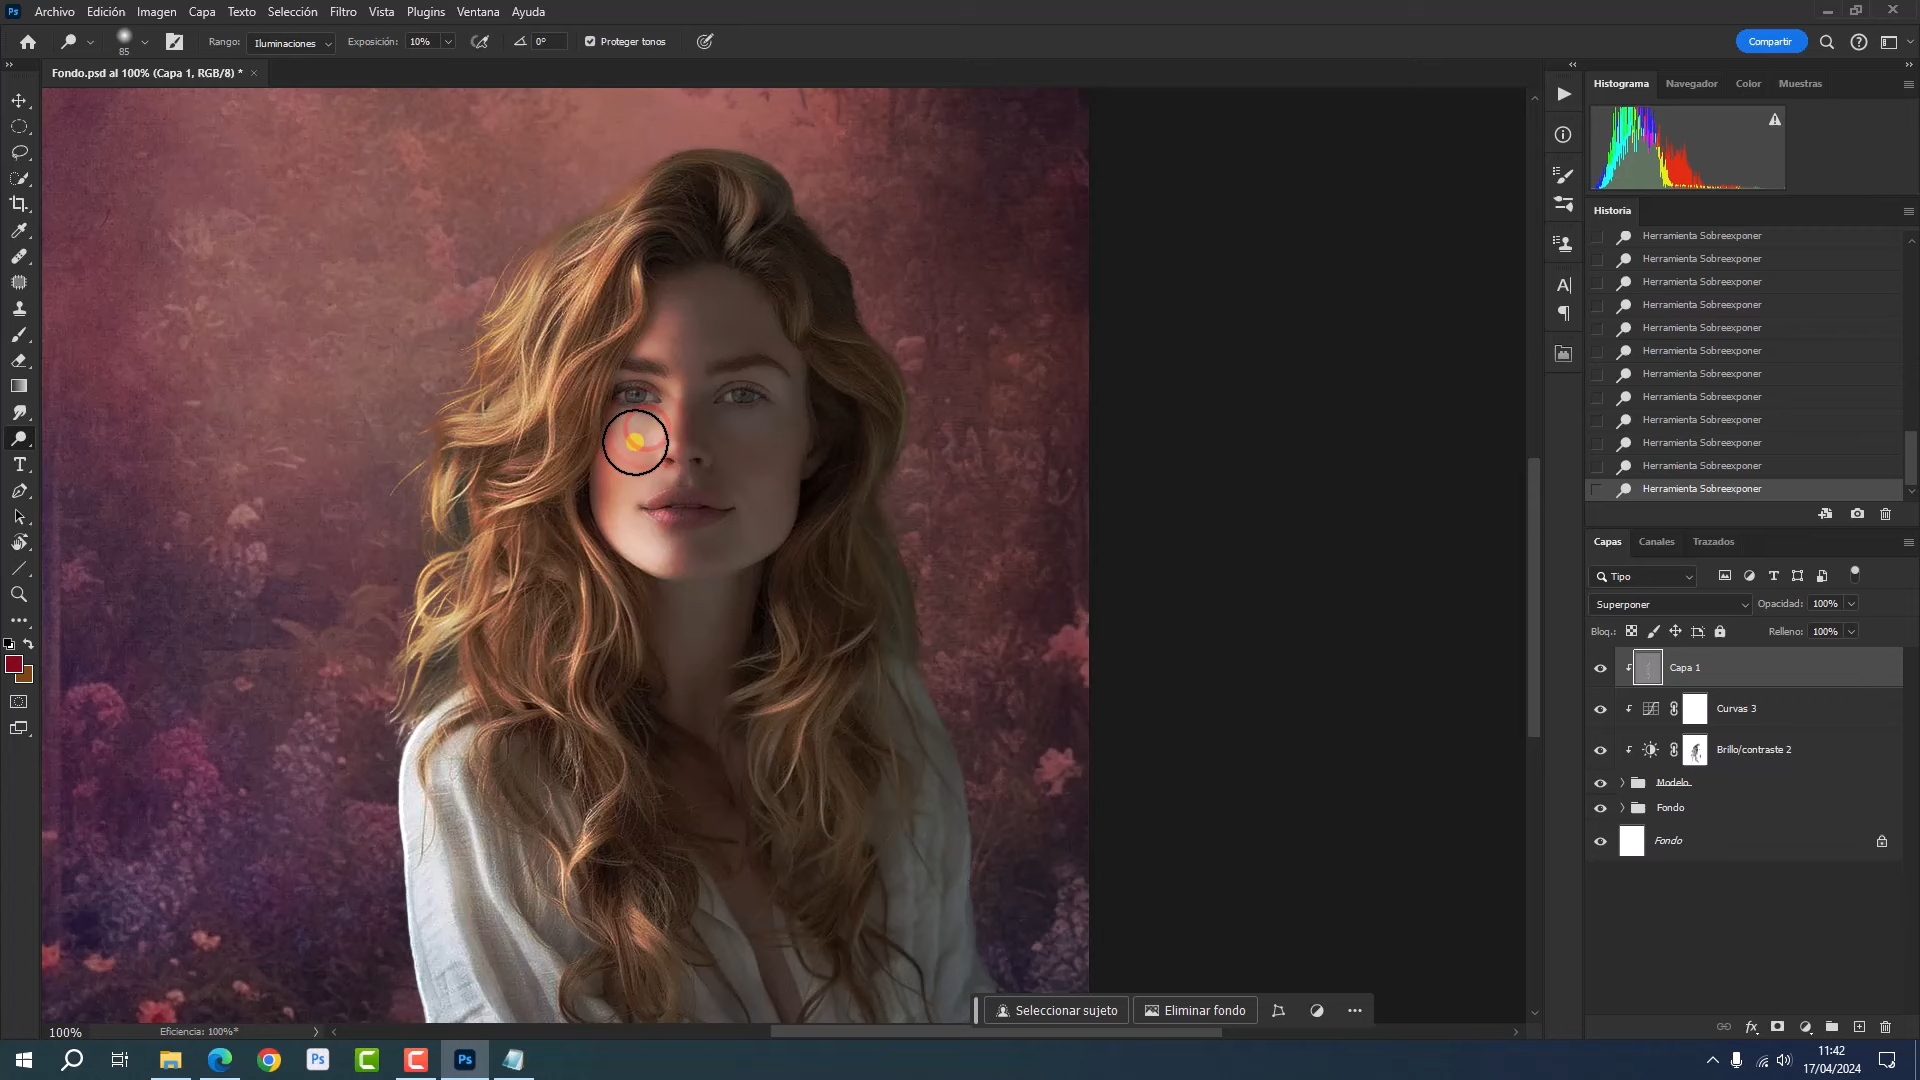 Ps Archivo Edición Imagen Capa Texto Selección Filtro Vista Plugins Ventana Ayuda
85 Rango: Iluminaciones Exposición: 10% 0° Proteger tonos Compartir
Fondo.psd al 100% (Capa 1, RGB/8) *
Histograma Navegador Color Muestras
Historia
Herramienta Sobreexponer
Herramienta Sobreexponer
Herramienta Sobreexponer
Herramienta Sobreexponer
Herramienta Sobreexponer
Herramienta Sobreexponer
Herramienta Sobreexponer
Herramienta Sobreexponer
Herramienta Sobreexponer
Herramienta Sobreexponer
Herramienta Sobreexponer
Herramienta Sobreexponer
Capas Canales Trazados
Tipo
Superponer Opacidad: 100%
Bloq.: Relleno: 100%
Capa 1
Curvas 3
Brillo/contraste 2
Modelo
Fondo
Fondo
Seleccionar sujeto Eliminar fondo
100% Eficiencia: 100%*
Ps Ps
11:42
17/04/2024